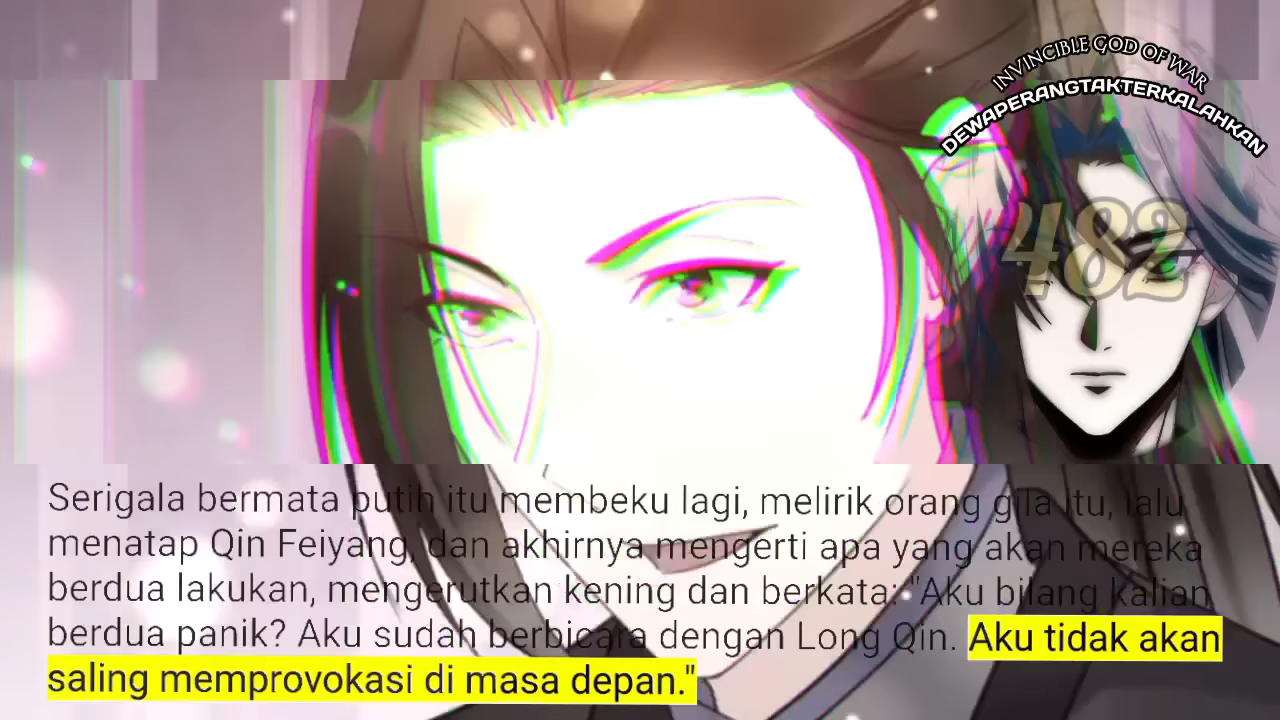 INVINCIBLE GOD OF WAR
DEWAPERANGTAKTERKALAHKAN
482
Serigala bermata putih itu membeku lagi, melirik orang gila itu, lalu
menatap Qin Feiyang, dan akhirnya mengerti apa yang akan mereka
berdua lakukan, mengerutkan kening dan berkata: "Aku bilang kalian
berdua panik? Aku sudah berbicara dengan Long Qin. Aku tidak akan
saling memprovokasi di masa depan."